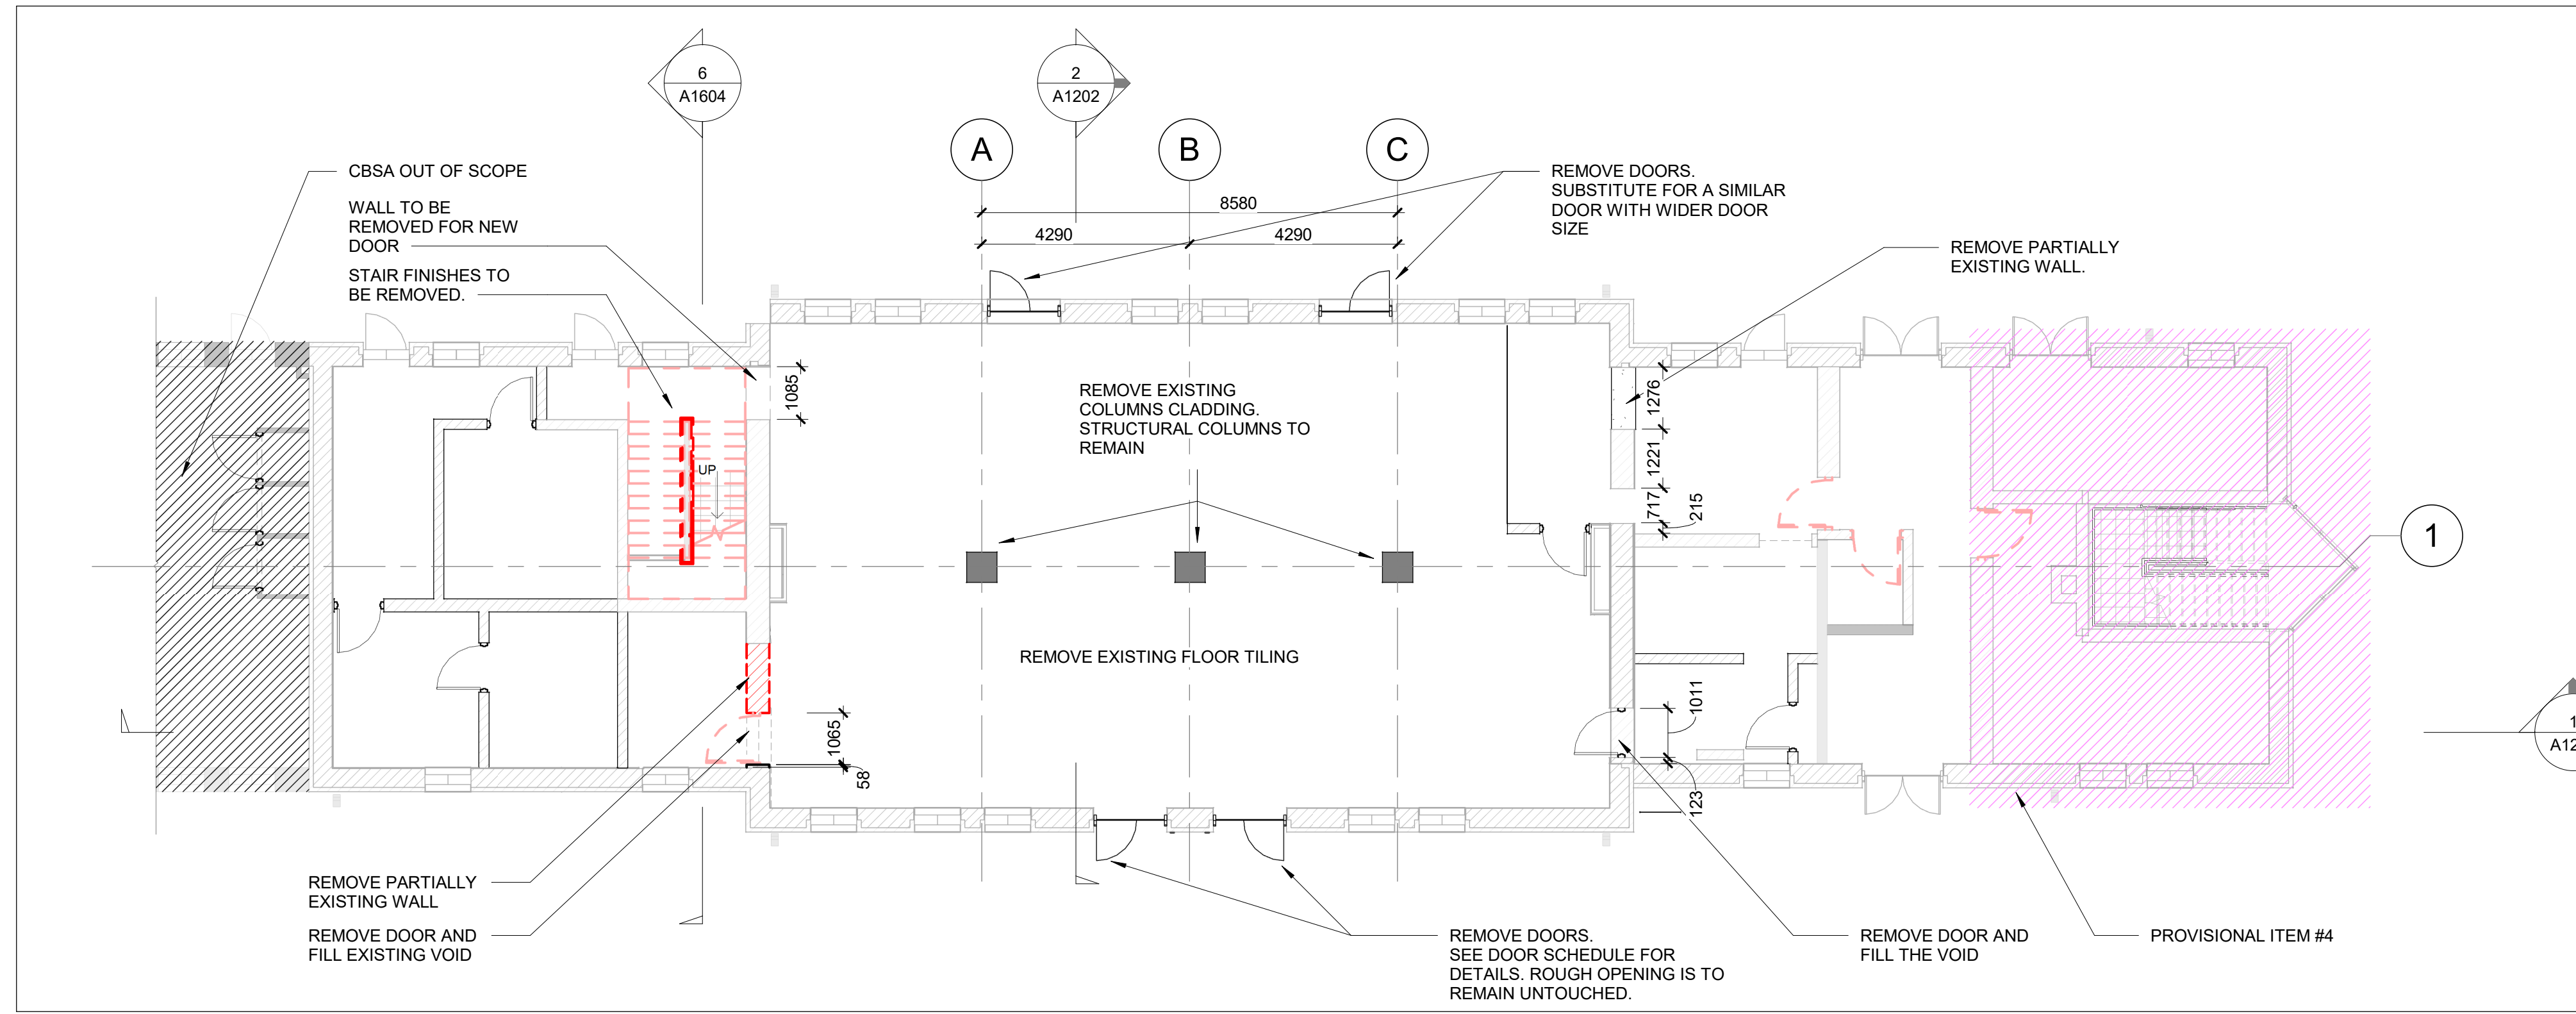 6
A1604
2
A1202
A
B
C
CBSA OUT OF SCOPE
WALL TO BE
REMOVED FOR NEW
DOOR
STAIR FINISHES TO
BE REMOVED.
8580
4290
4290
REMOVE DOORS.
SUBSTITUTE FOR A SIMILAR
DOOR WITH WIDER DOOR
SIZE
REMOVE PARTIALLY
EXISTING WALL.
1085
REMOVE EXISTING
COLUMNS CLADDING.
STRUCTURAL COLUMNS TO
REMAIN
1276
1221
717
215
UP
1
REMOVE EXISTING FLOOR TILING
1065
58
1011
123
REMOVE PARTIALLY
EXISTING WALL
REMOVE DOOR AND
FILL EXISTING VOID
REMOVE DOORS.
SEE DOOR SCHEDULE FOR
DETAILS. ROUGH OPENING IS TO
REMAIN UNTOUCHED.
REMOVE DOOR AND
FILL THE VOID
PROVISIONAL ITEM #4
1